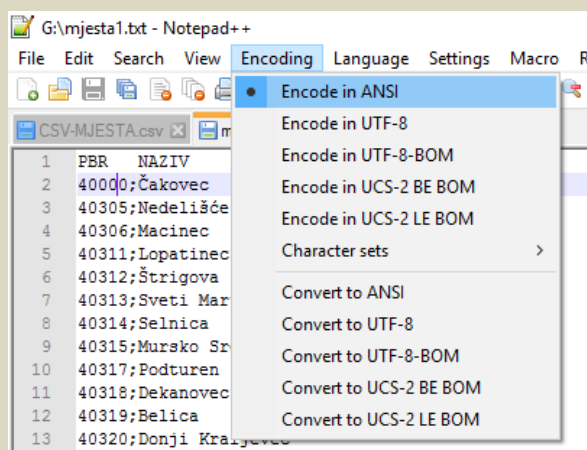 G:\mjesta1.txt - Notepad++
File Edit Search View Encoding Language Settings Macro R
CSV-MJESTA.csv m
Encode in ANSI
Encode in UTF-8
Encode in UTF-8-BOM
Encode in UCS-2 BE BOM
Encode in UCS-2 LE BOM
Character sets
Convert to ANSI
Convert to UTF-8
Convert to UTF-8-BOM
Convert to UCS-2 BE BOM
Convert to UCS-2 LE BOM
1 PBR NAZIV
2 40000;Čakovec
3 40305;Nedelišće
4 40306;Macinec
5 40311;Lopatinec
6 40312;Štrigova
7 40313;Sveti Mar
8 40314;Selnica
9 40315;Mursko Sr
10 40317;Podturen
11 40318;Dekanovec
12 40319;Belica
13 40320;Donji Kraljevec